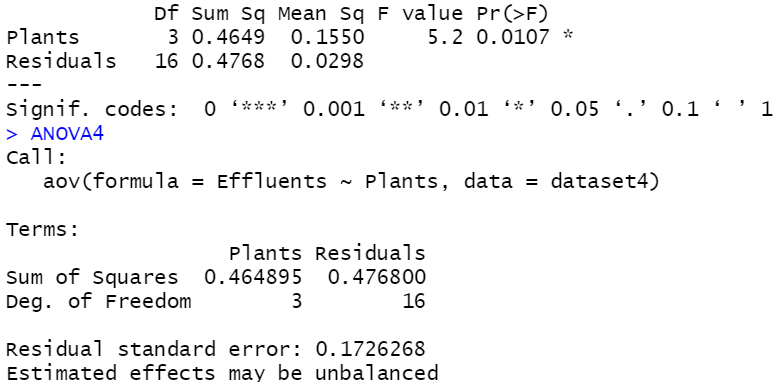 Df Sum Sq Mean Sq F value Pr(>F)
Plants       3 0.4649  0.1550     5.2 0.0107 *
Residuals   16 0.4768  0.0298
---
Signif. codes:  0 ‘***’ 0.001 ‘**’ 0.01 ‘*’ 0.05 ‘.’ 0.1 ‘ ’ 1
> ANOVA4
Call:
   aov(formula = Effluents ~ Plants, data = dataset4)

Terms:
                  Plants Residuals
Sum of Squares  0.464895  0.476800
Deg. of Freedom        3        16

Residual standard error: 0.1726268
Estimated effects may be unbalanced